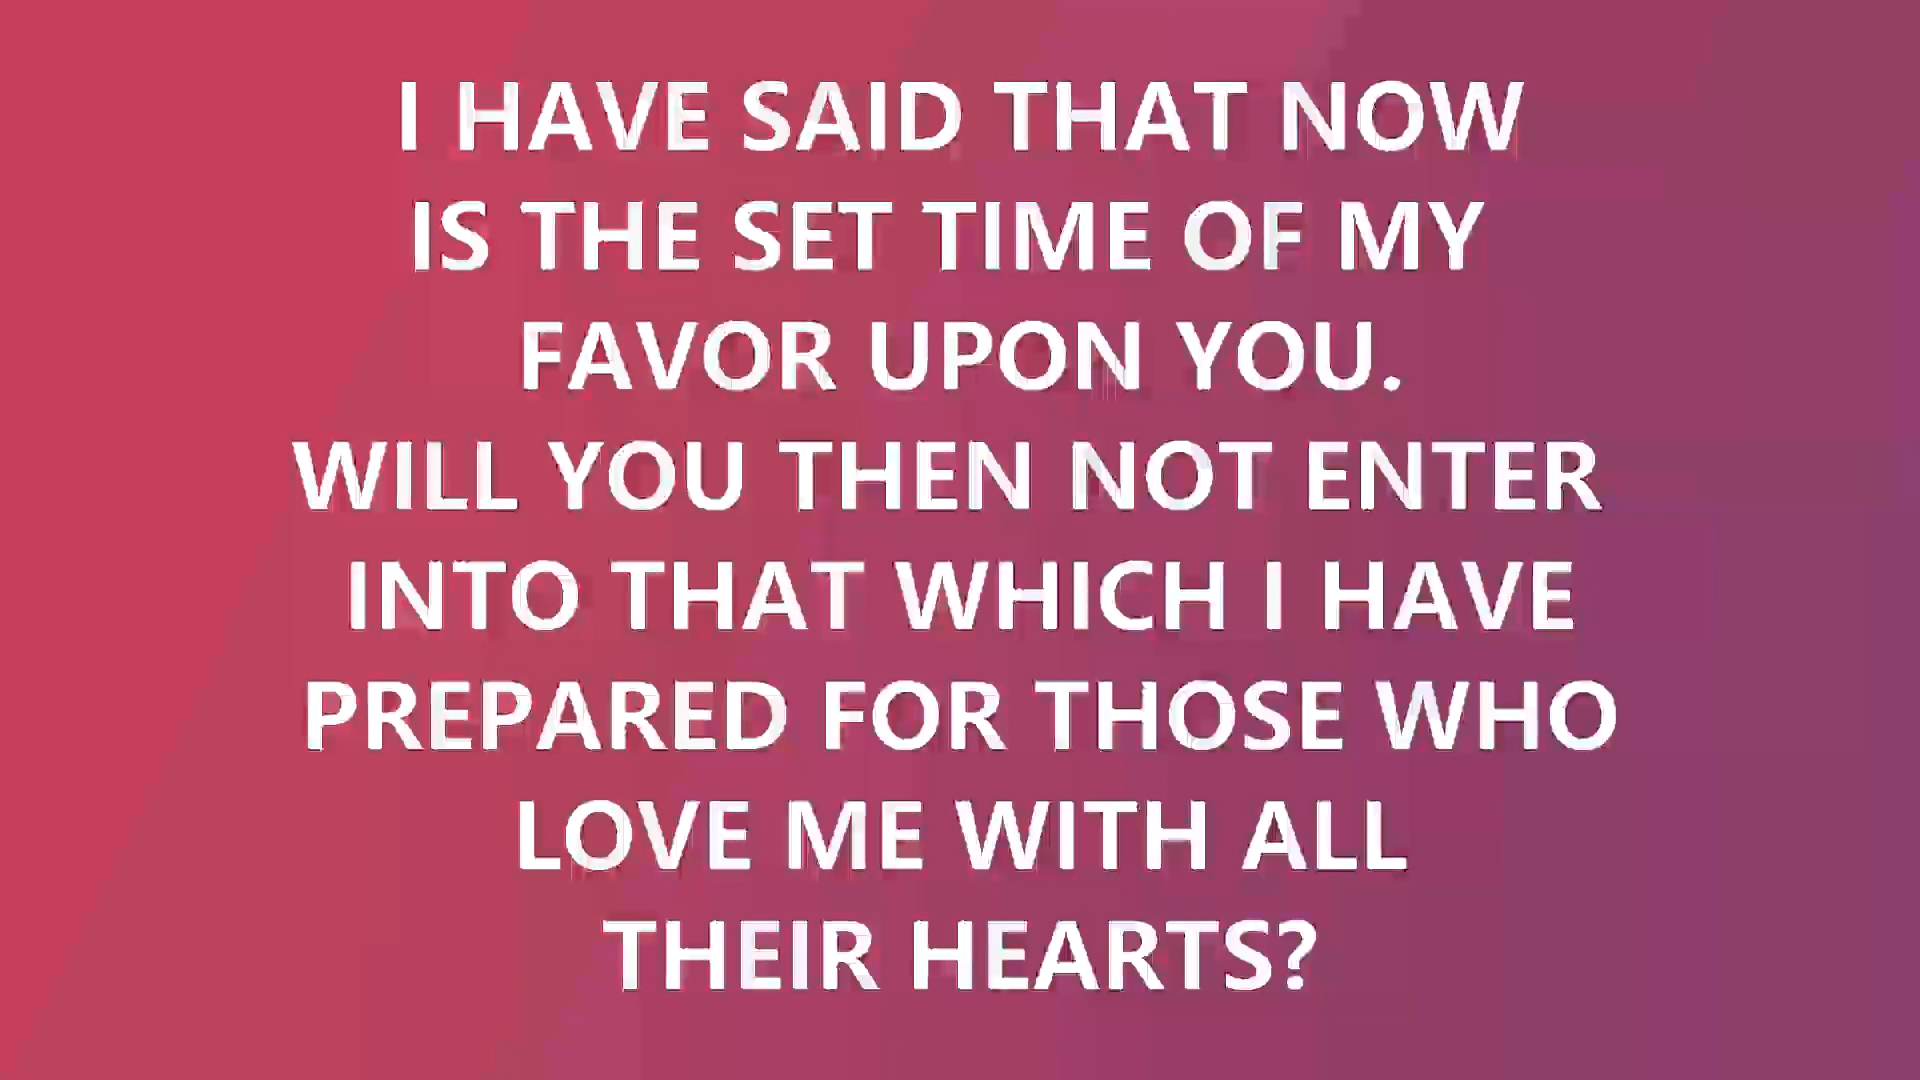 I HAVE SAID THAT NOW
IS THE SET TIME OF MY
FAVOR UPON YOU.
WILL YOU THEN NOT ENTER
INTO THAT WHICH I HAVE
PREPARED FOR THOSE WHO
LOVE ME WITH ALL
THEIR HEARTS?